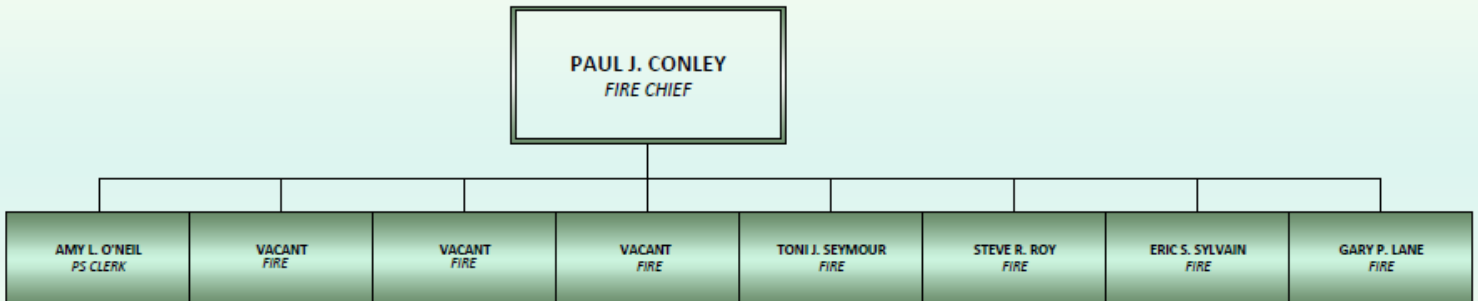 PAUL J. CONLEY
FIRE CHIEF
AMY L. O'NEIL
PS CLERK
VACANT
FIRE
VACANT
FIRE
VACANT
FIRE
TONI J. SEYMOUR
FIRE
STEVE R. ROY
FIRE
ERIC S. SYLVAIN
FIRE
GARY P. LANE
FIRE